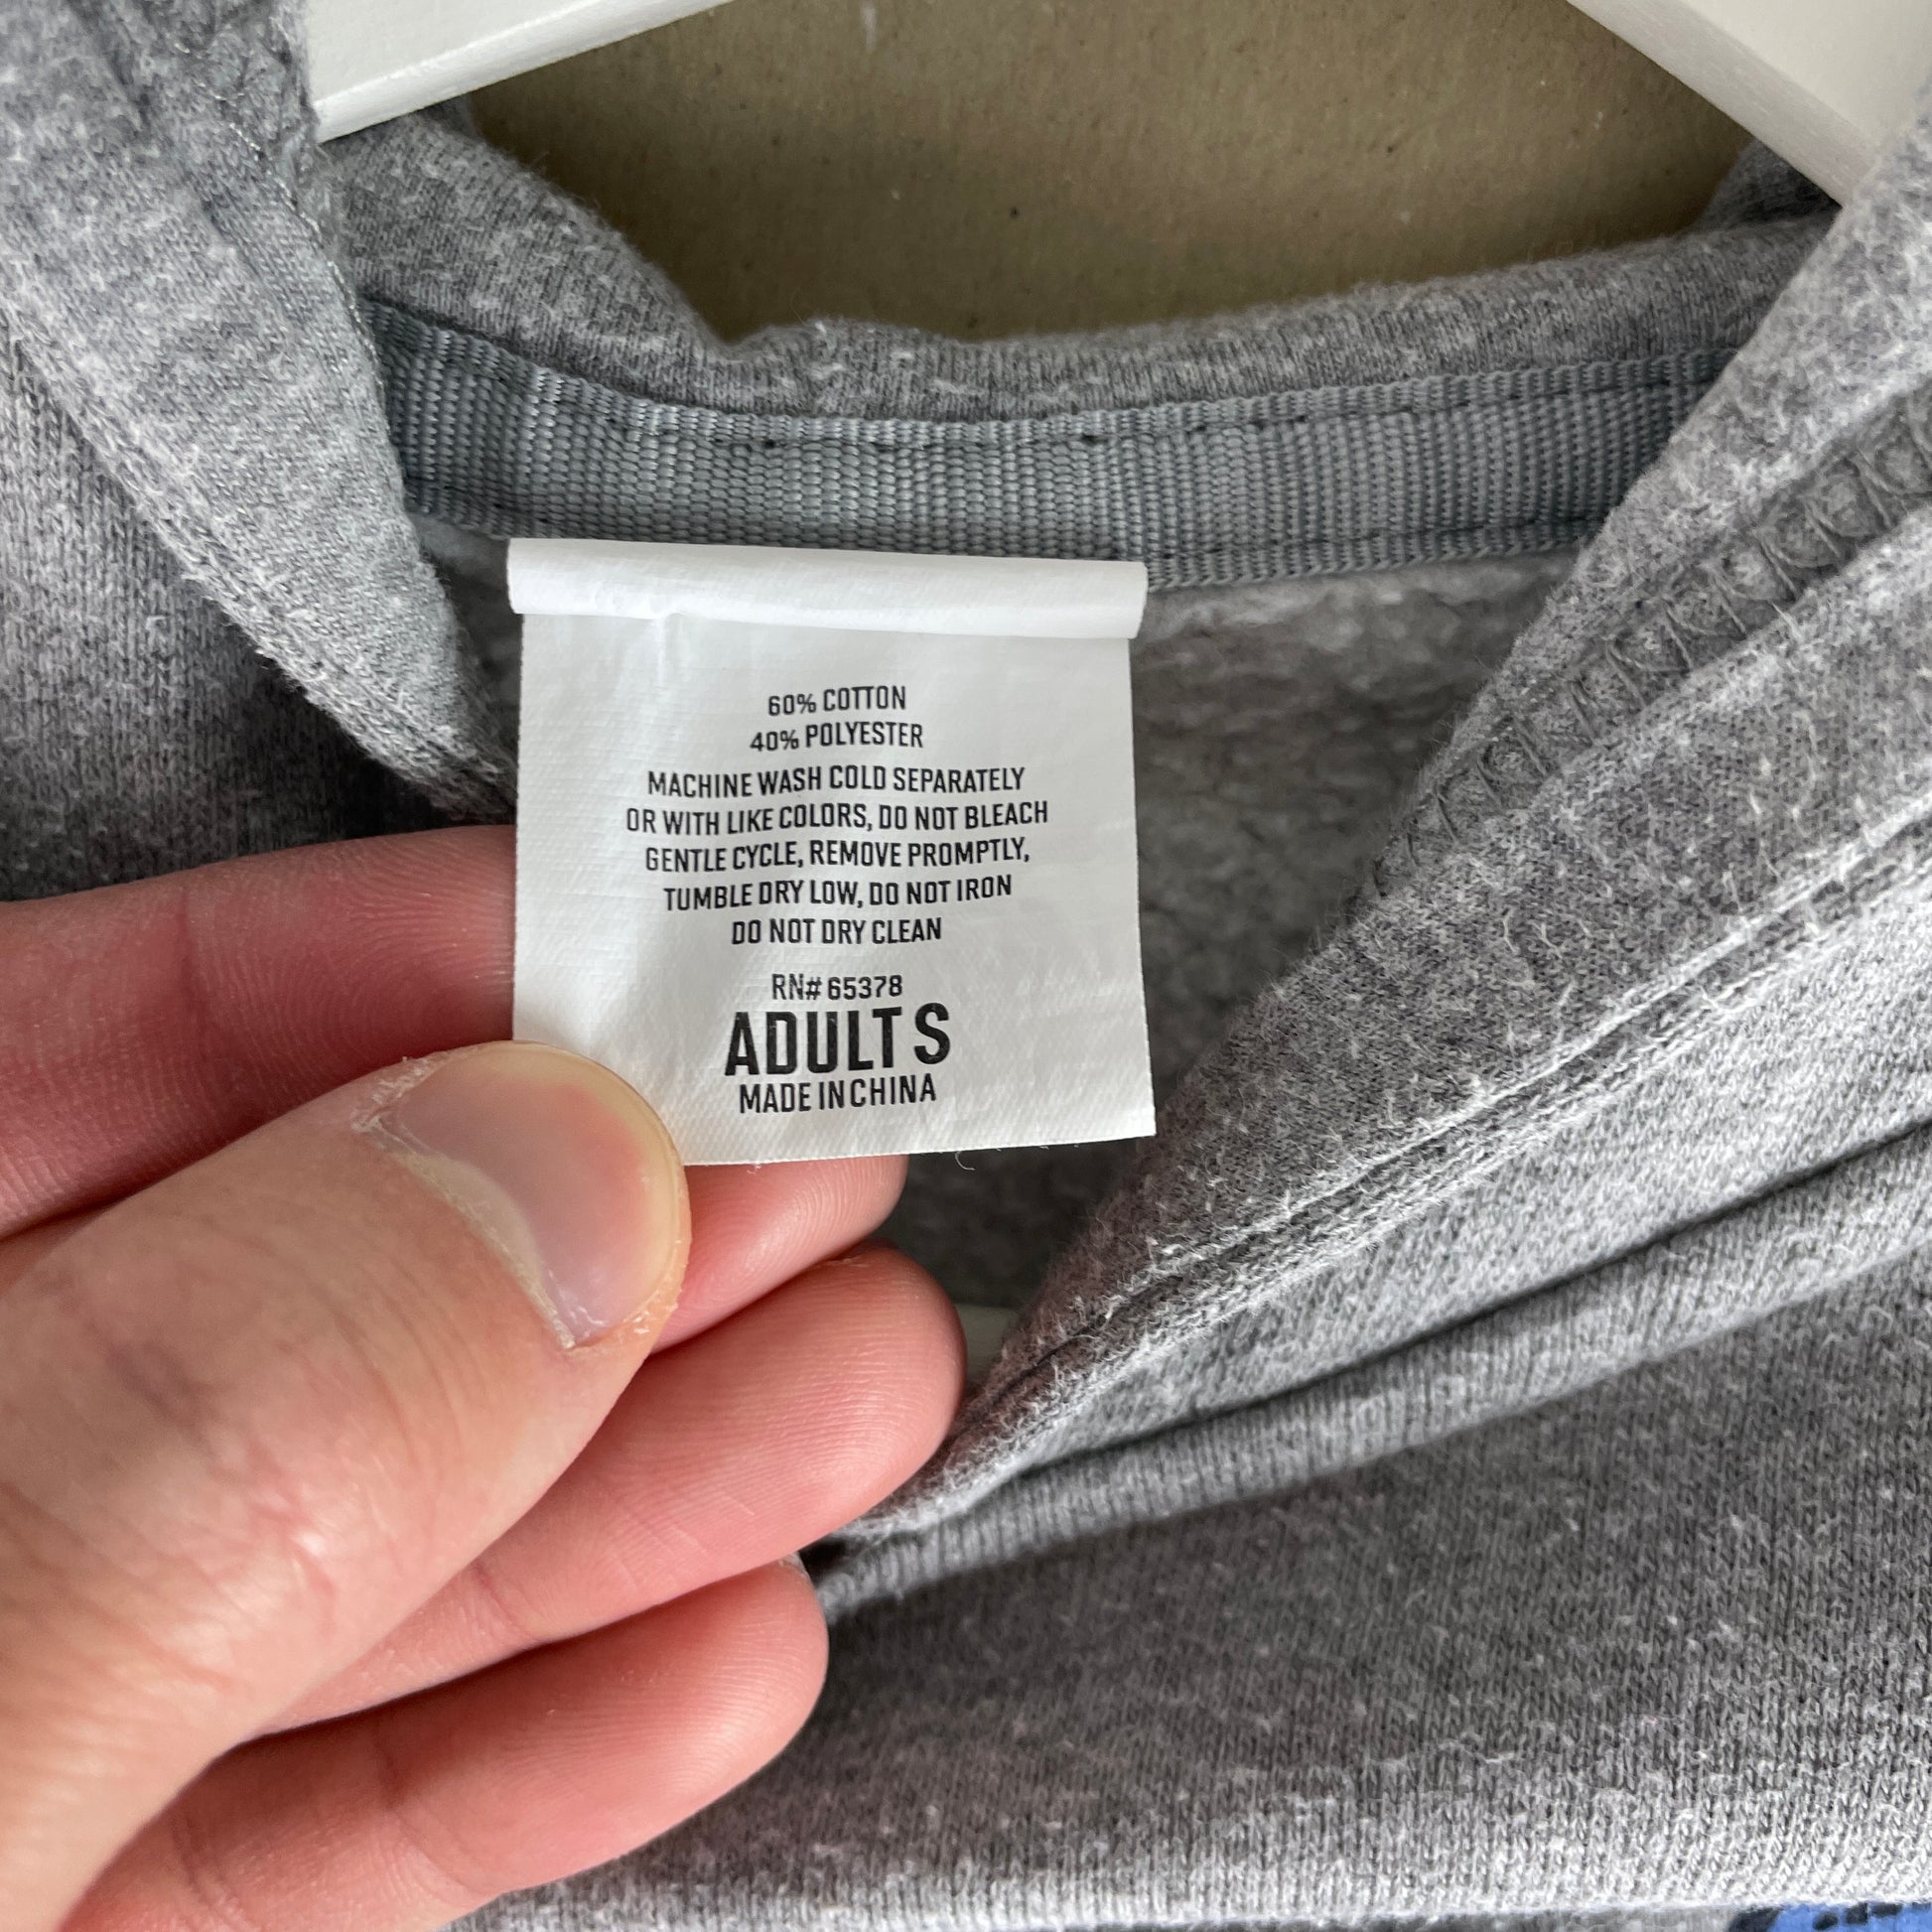 60% COTTON
40% POLYESTER
MACHINE WASH COLD SEPARATELY
OR WITH LIKE COLORS, DO NOT BLEACH
GENTLE CYCLE, REMOVE PROMPTLY,
TUMBLE DRY LOW, DO NOT IRON
DO NOT DRY CLEAN
RN# 65378
ADULT S
MADE IN CHINA